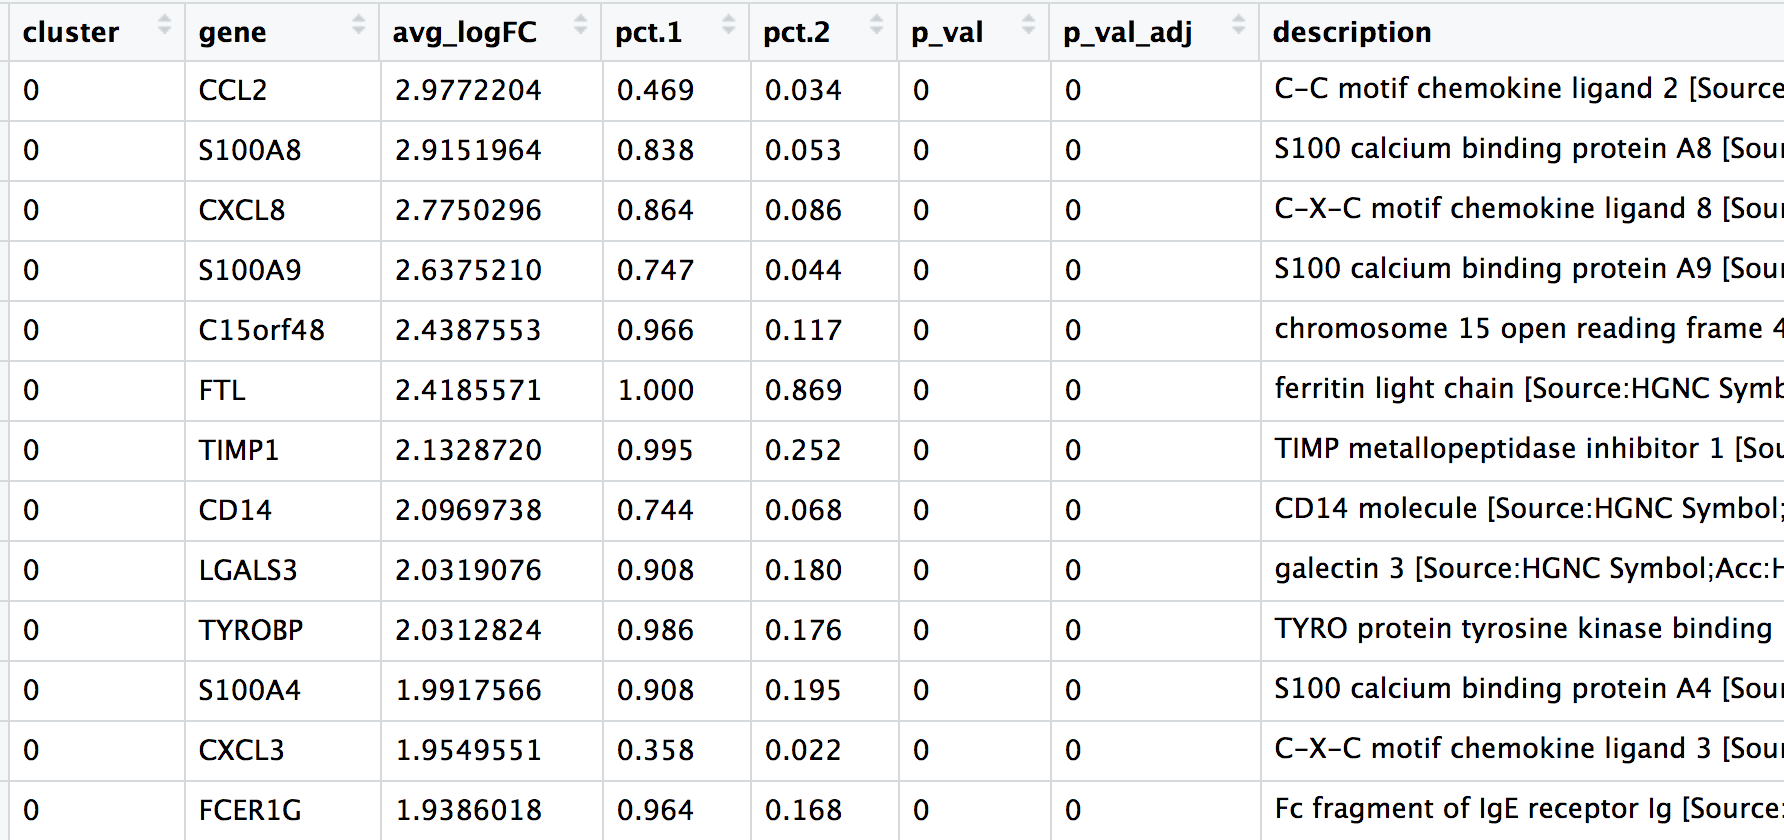 cluster gene avg_logFC pct.1 pct.2 p_val p_val_adj description
0 CCL2 2.9772204 0.469 0.034 0 0 C-C motif chemokine ligand 2 [Source
0 S100A8 2.9151964 0.838 0.053 0 0 S100 calcium binding protein A8 [Sour
0 CXCL8 2.7750296 0.864 0.086 0 0 C-X-C motif chemokine ligand 8 [Sour
0 S100A9 2.6375210 0.747 0.044 0 0 S100 calcium binding protein A9 [Sour
0 C15orf48 2.4387553 0.966 0.117 0 0 chromosome 15 open reading frame 4
0 FTL 2.4185571 1.000 0.869 0 0 ferritin light chain [Source:HGNC Symb
0 TIMP1 2.1328720 0.995 0.252 0 0 TIMP metallopeptidase inhibitor 1 [Sou
0 CD14 2.0969738 0.744 0.068 0 0 CD14 molecule [Source:HGNC Symbol;
0 LGALS3 2.0319076 0.908 0.180 0 0 galectin 3 [Source:HGNC Symbol;Acc:H
0 TYROBP 2.0312824 0.986 0.176 0 0 TYRO protein tyrosine kinase binding
0 S100A4 1.9917566 0.908 0.195 0 0 S100 calcium binding protein A4 [Sour
0 CXCL3 1.9549551 0.358 0.022 0 0 C-X-C motif chemokine ligand 3 [Sour
0 FCER1G 1.9386018 0.964 0.168 0 0 Fc fragment of IgE receptor Ig [Source: